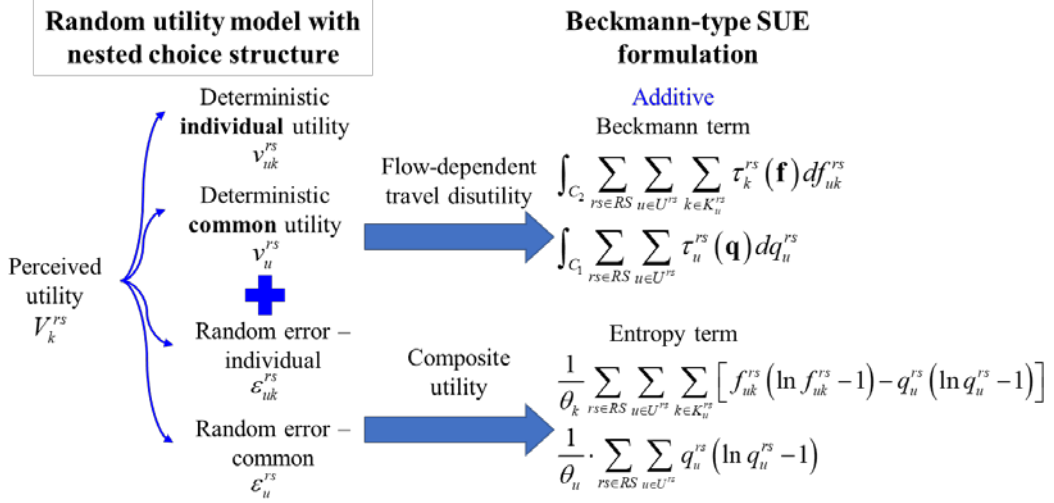 Random utility model with
nested choice structure
Beckmann-type SUE
formulation
Perceived
utility
V_k^{rs}
Deterministic
individual utility
v_{uk}^{rs}
Deterministic
common utility
v_u^{rs}
Random error –
individual
ε_{uk}^{rs}
Random error –
common
ε_u^{rs}
Flow-dependent
travel disutility
Composite
utility
Additive
Beckmann term
∫_{C_2} ∑_{rs∈RS} ∑_{u∈U^{rs}} ∑_{k∈K_u^{rs}} τ_k^{rs} (f) df_{uk}^{rs}
∫_{C_1} ∑_{rs∈RS} ∑_{u∈U^{rs}} τ_u^{rs} (q) dq_u^{rs}
Entropy term
1/θ_k ∑_{rs∈RS} ∑_{u∈U^{rs}} ∑_{k∈K_u^{rs}} [ f_{uk}^{rs} (ln f_{uk}^{rs} −1) − q_u^{rs} (ln q_u^{rs} −1) ]
1/θ_u · ∑_{rs∈RS} ∑_{u∈U^{rs}} q_u^{rs} (ln q_u^{rs} −1)